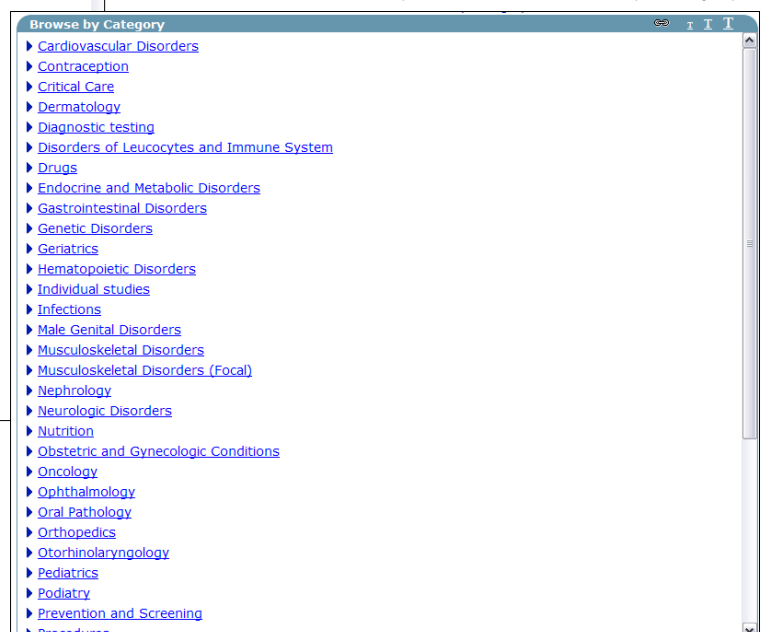 Browse by Category
T T T
Cardiovascular Disorders
Contraception
Critical Care
Dermatology
Diagnostic testing
Disorders of Leucocytes and Immune System
Drugs
Endocrine and Metabolic Disorders
Gastrointestinal Disorders
Genetic Disorders
Geriatrics
Hematopoietic Disorders
Individual studies
Infections
Male Genital Disorders
Musculoskeletal Disorders
Musculoskeletal Disorders (Focal)
Nephrology
Neurologic Disorders
Nutrition
Obstetric and Gynecologic Conditions
Oncology
Ophthalmology
Oral Pathology
Orthopedics
Otorhinolaryngology
Pediatrics
Podiatry
Prevention and Screening